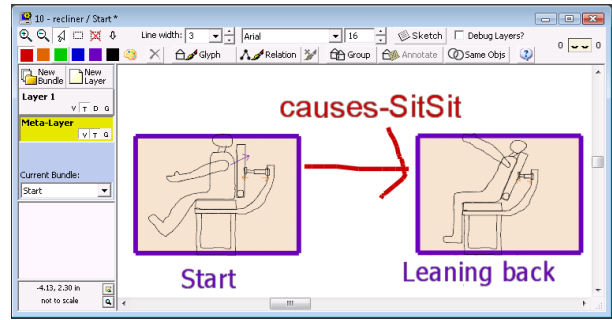 10 - recliner / Start *
Line width: 3 Arial 16 Sketch Debug Layers?
Glyph Relation Group Annotate Same Objs 0 0
New Bundle New Layer
Layer 1
V T D G
Meta-Layer
V T G
Current Bundle:
Start
-4.13, 2.30 in
not to scale
causes-SitSit
Start
Leaning back